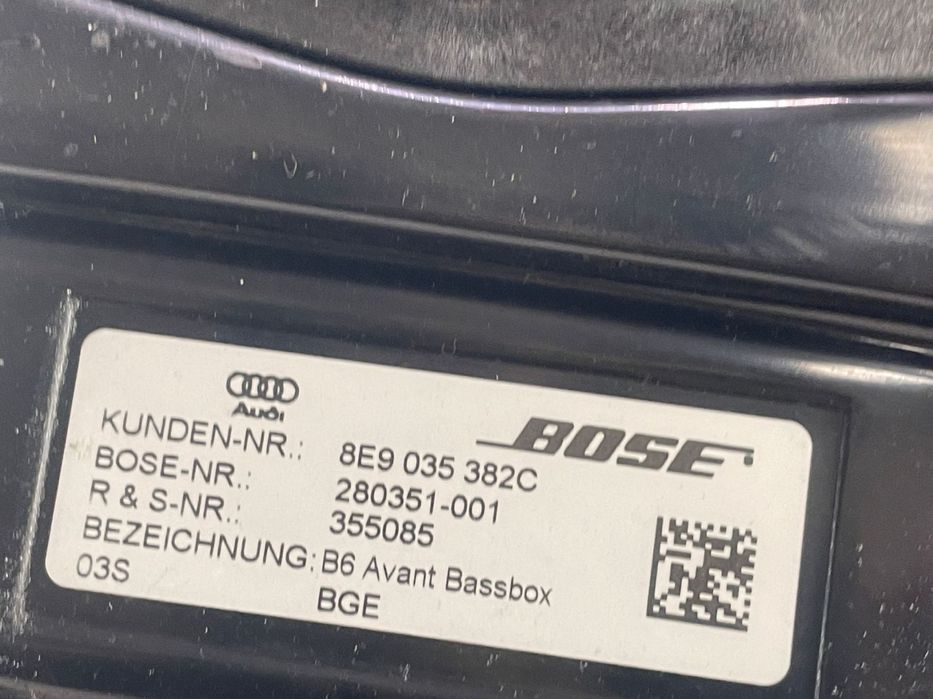 Audi
BOSE
KUNDEN-NR.: 8E9 035 382C
BOSE-NR.: 280351-001
R & S-NR.: 355085
BEZEICHNUNG: B6 Avant Bassbox
03S BGE